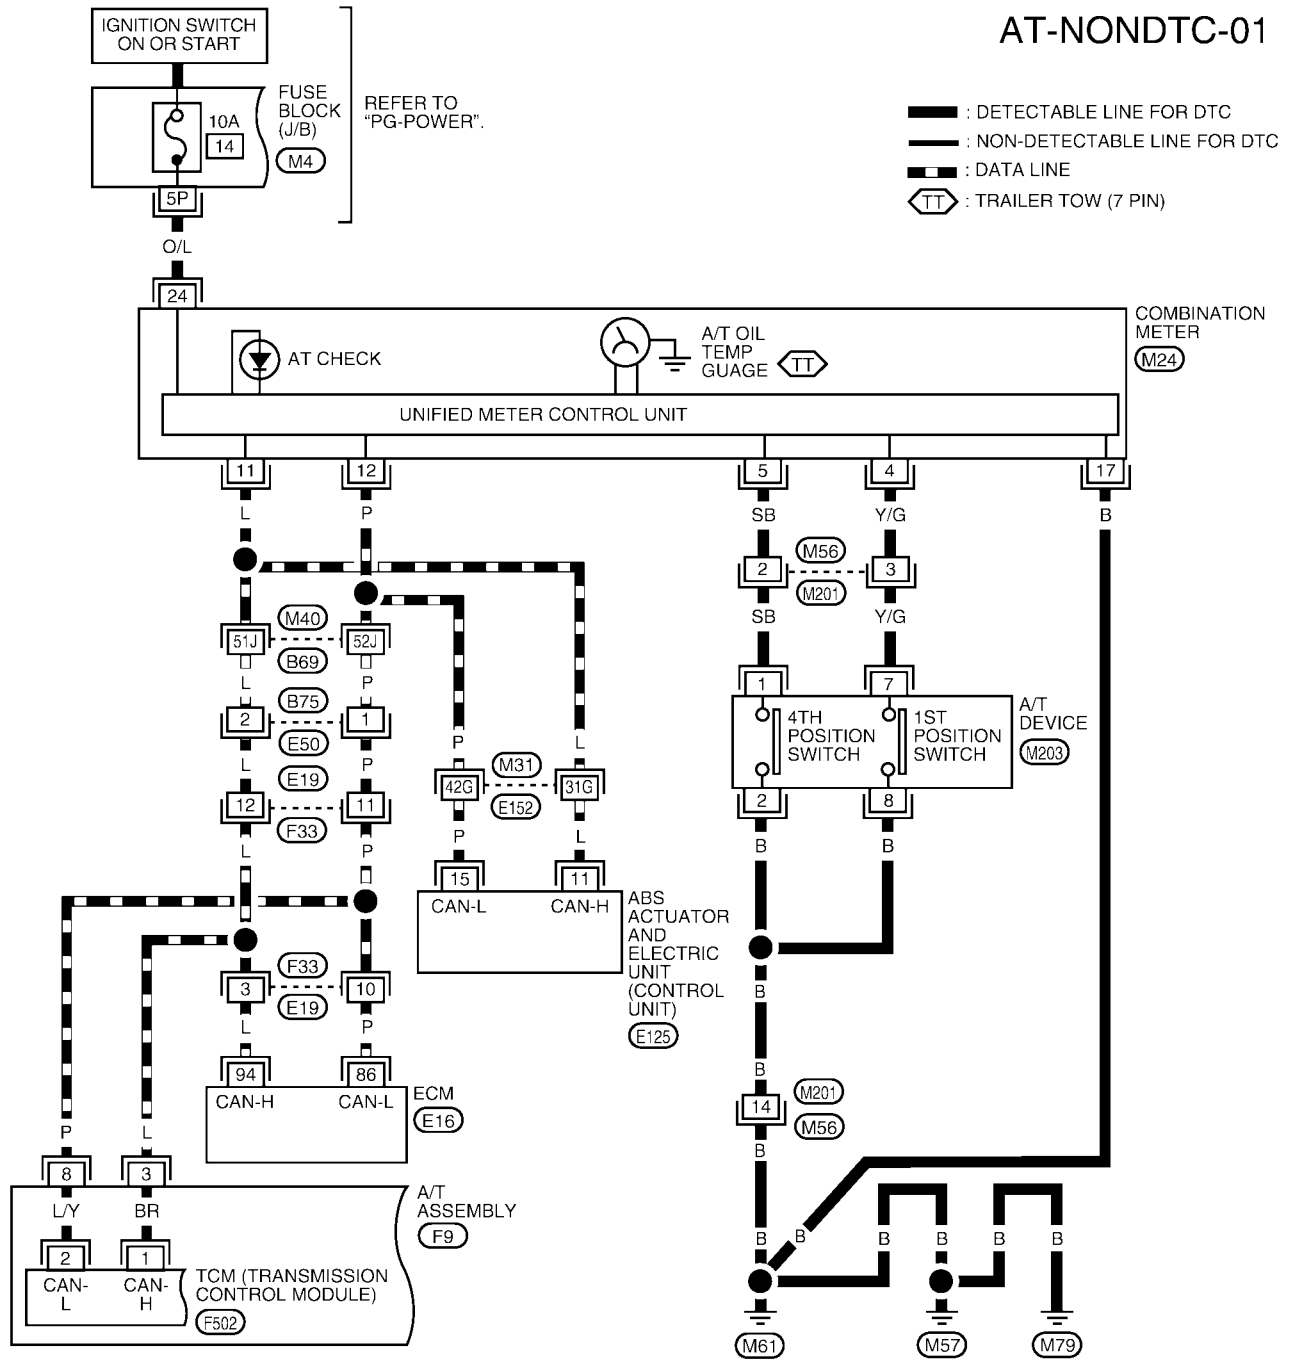 AT-NONDTC-01
IGNITION SWITCH
ON OR START
FUSE
BLOCK
(J/B)
M4
10A
14
5P
REFER TO
“PG-POWER”.
: DETECTABLE LINE FOR DTC
: NON-DETECTABLE LINE FOR DTC
: DATA LINE
TT : TRAILER TOW (7 PIN)
O/L
24
COMBINATION
METER
M24
AT CHECK
A/T OIL
TEMP
GUAGE
TT
UNIFIED METER CONTROL UNIT
11 12 5 4 17
L P SB Y/G B
M56
2 3
M201
SB Y/G
M40
51J 52J
B69
L P
B75
2 1
E50
L P
E19
12 11
F33
L P
P L
M31
42G 31G
E152
P L
15 11
CAN-L CAN-H
ABS
ACTUATOR
AND
ELECTRIC
UNIT
(CONTROL
UNIT)
E125
1 7
4TH
POSITION
SWITCH
1ST
POSITION
SWITCH
A/T
DEVICE
M203
2 8
B B
F33
3 10
E19
L P
94 86
CAN-H CAN-L
ECM
E16
B
B
M201
14
M56
B
P L
8 3
L/Y BR
2 1
CAN-
L
CAN-
H
A/T
ASSEMBLY
F9
TCM (TRANSMISSION
CONTROL MODULE)
F502
B B B B B B
M61 M57 M79